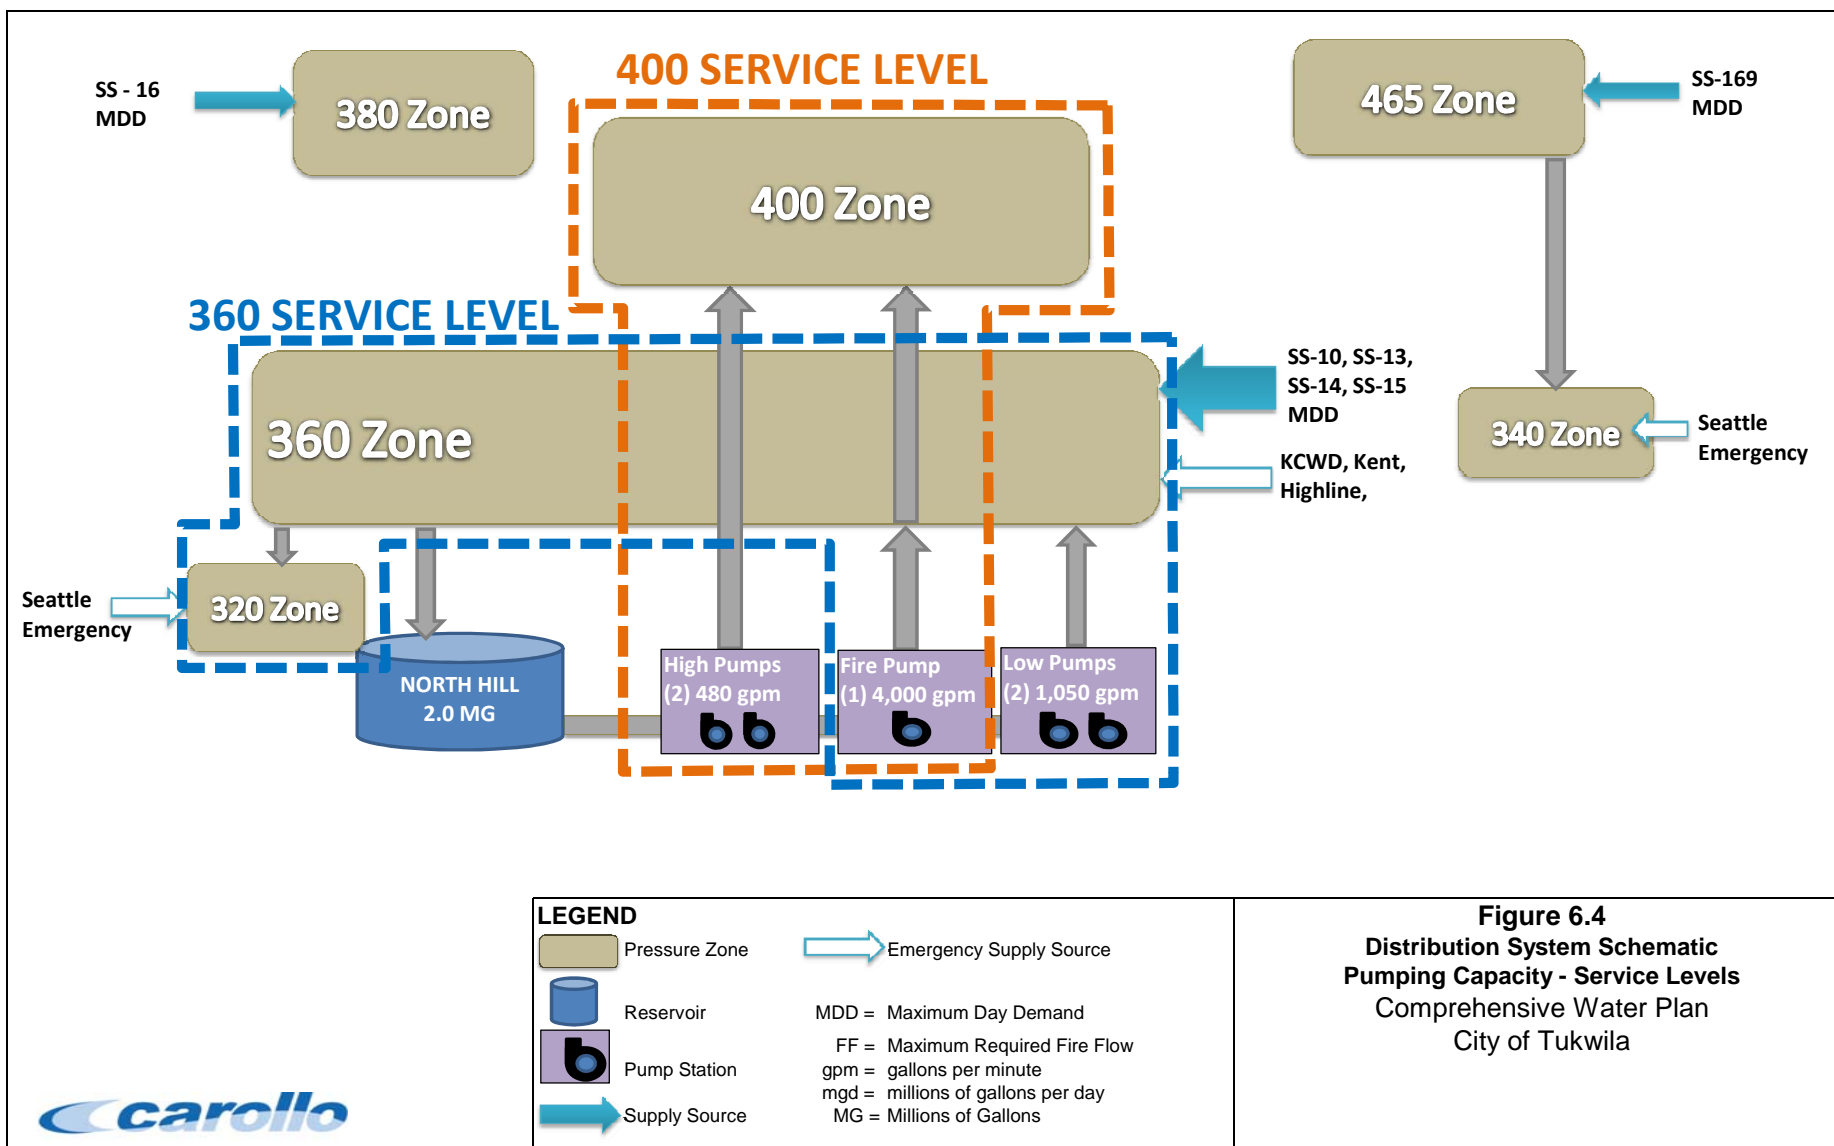 400 SERVICE LEVEL
SS - 16
MDD
380 Zone
465 Zone
SS-169
MDD
400 Zone
360 SERVICE LEVEL
360 Zone
SS-10, SS-13,
SS-14, SS-15
MDD
KCWD, Kent,
Highline,
340 Zone
Seattle
Emergency
Seattle
Emergency
320 Zone
NORTH HILL
2.0 MG
High Pumps
(2) 480 gpm
Fire Pump
(1) 4,000 gpm
Low Pumps
(2) 1,050 gpm
LEGEND
Pressure Zone
Reservoir
Pump Station
Supply Source
Emergency Supply Source
MDD = Maximum Day Demand
FF = Maximum Required Fire Flow
gpm = gallons per minute
mgd = millions of gallons per day
MG = Millions of Gallons
Figure 6.4
Distribution System Schematic
Pumping Capacity - Service Levels
Comprehensive Water Plan
City of Tukwila
carollo